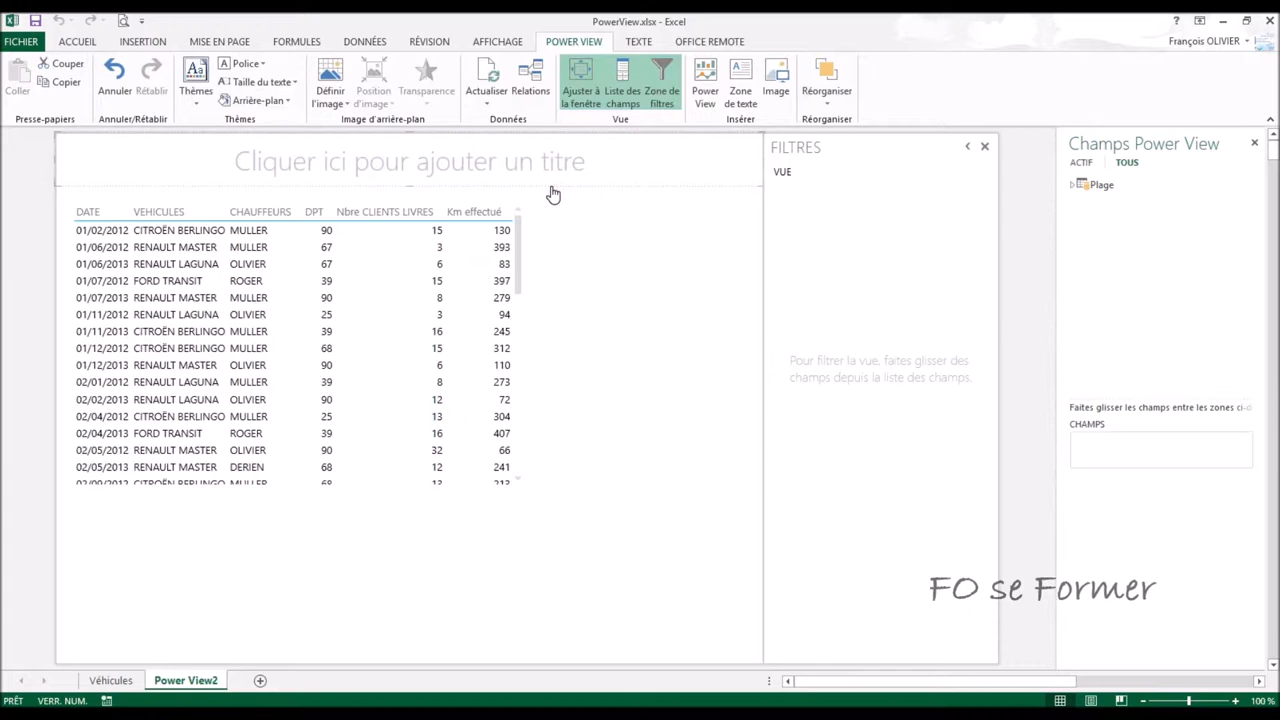 PowerView.xlsx - Excel
FICHIER ACCUEIL INSERTION MISE EN PAGE FORMULES DONNÉES RÉVISION AFFICHAGE POWER VIEW TEXTE OFFICE REMOTE François OLIVIER
Coller Couper Copier Annuler Rétablir Thèmes Police Taille du texte Arrière-plan Définir l'image Position d'image Transparence Actualiser Relations Ajuster à la fenêtre Liste des champs Zone de filtres Power View Zone de texte Image Réorganiser
Presse-papiers Annuler/Rétablir Thèmes Image d'arrière-plan Données Vue Insérer Réorganiser
Cliquer ici pour ajouter un titre
DATE VEHICULES CHAUFFEURS DPT Nbre CLIENTS LIVRES Km effectué
01/02/2012 CITROËN BERLINGO MULLER 90 15 130
01/06/2012 RENAULT MASTER MULLER 67 3 393
01/06/2013 RENAULT LAGUNA OLIVIER 67 6 83
01/07/2012 FORD TRANSIT ROGER 39 15 397
01/07/2013 RENAULT MASTER MULLER 90 8 279
01/11/2012 RENAULT LAGUNA OLIVIER 25 3 94
01/11/2013 CITROËN BERLINGO MULLER 39 16 245
01/12/2012 CITROËN BERLINGO MULLER 68 15 312
01/12/2013 RENAULT MASTER OLIVIER 90 6 110
02/01/2012 RENAULT LAGUNA MULLER 39 8 273
02/02/2013 RENAULT LAGUNA OLIVIER 90 12 72
02/04/2012 CITROËN BERLINGO MULLER 25 13 304
02/04/2013 FORD TRANSIT ROGER 39 16 407
02/05/2012 RENAULT MASTER OLIVIER 90 32 66
02/05/2013 RENAULT MASTER DERIEN 68 12 241
02/09/2012 CITROËN BERLINGO MULLER 68 13 213
FILTRES
VUE
Pour filtrer la vue, faites glisser des
champs depuis la liste des champs.
Champs Power View
ACTIF TOUS
Plage
Faites glisser les champs entre les zones ci-d
CHAMPS
FO se Former
Véhicules Power View2
PRÊT VERR. NUM. 100 %